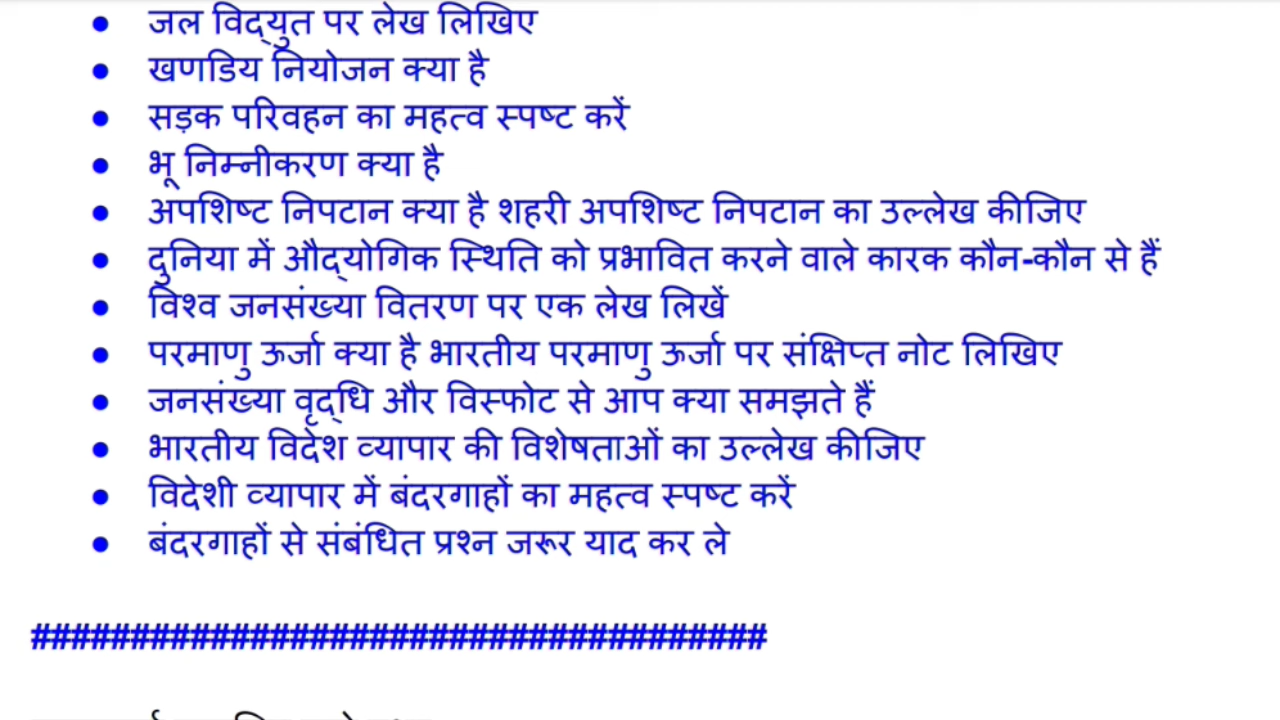 ● जल विद्युत पर लेख लिखिए
● खणडिय नियोजन क्या है
● सड़क परिवहन का महत्व स्पष्ट करें
● भू निम्नीकरण क्या है
● अपशिष्ट निपटान क्या है शहरी अपशिष्ट निपटान का उल्लेख कीजिए
● दुनिया में औद्योगिक स्थिति को प्रभावित करने वाले कारक कौन-कौन से हैं
● विश्व जनसंख्या वितरण पर एक लेख लिखें
● परमाणु ऊर्जा क्या है भारतीय परमाणु ऊर्जा पर संक्षिप्त नोट लिखिए
● जनसंख्या वृद्धि और विस्फोट से आप क्या समझते हैं
● भारतीय विदेश व्यापार की विशेषताओं का उल्लेख कीजिए
● विदेशी व्यापार में बंदरगाहों का महत्व स्पष्ट करें
● बंदरगाहों से संबंधित प्रश्न जरूर याद कर ले
#####################################